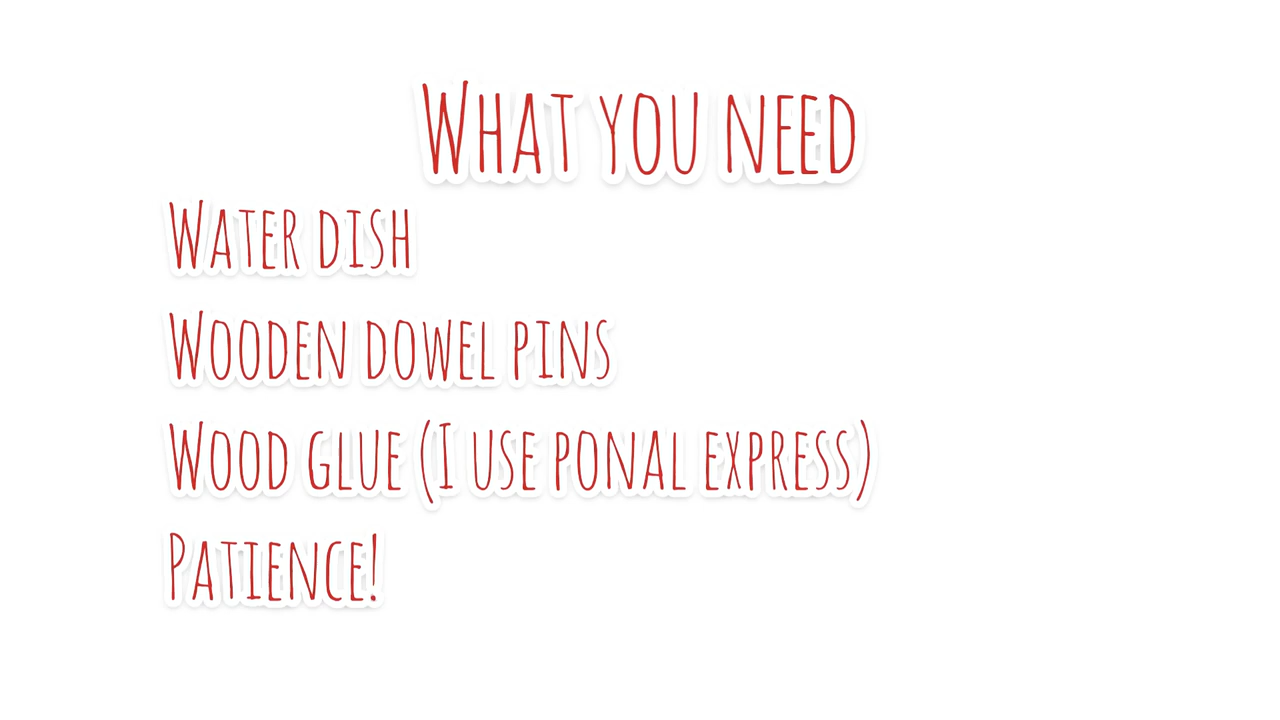 What you need
Water dish
Wooden dowel pins
Wood glue (I use ponal express)
Patience!